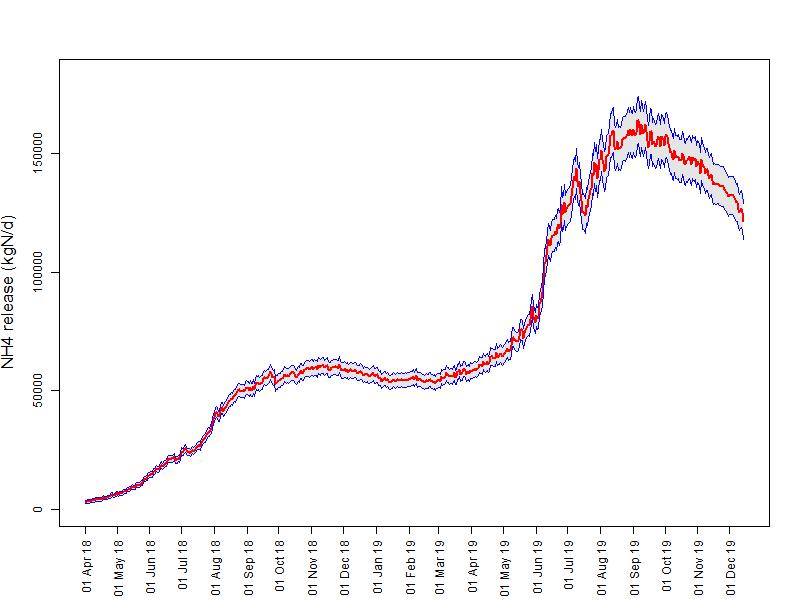 NH4 release (kgN/d)
150000
100000
50000
0
01 Apr 18
01 May 18
01 Jun 18
01 Jul 18
01 Aug 18
01 Sep 18
01 Oct 18
01 Nov 18
01 Dec 18
01 Jan 19
01 Feb 19
01 Mar 19
01 Apr 19
01 May 19
01 Jun 19
01 Jul 19
01 Aug 19
01 Sep 19
01 Oct 19
01 Nov 19
01 Dec 19